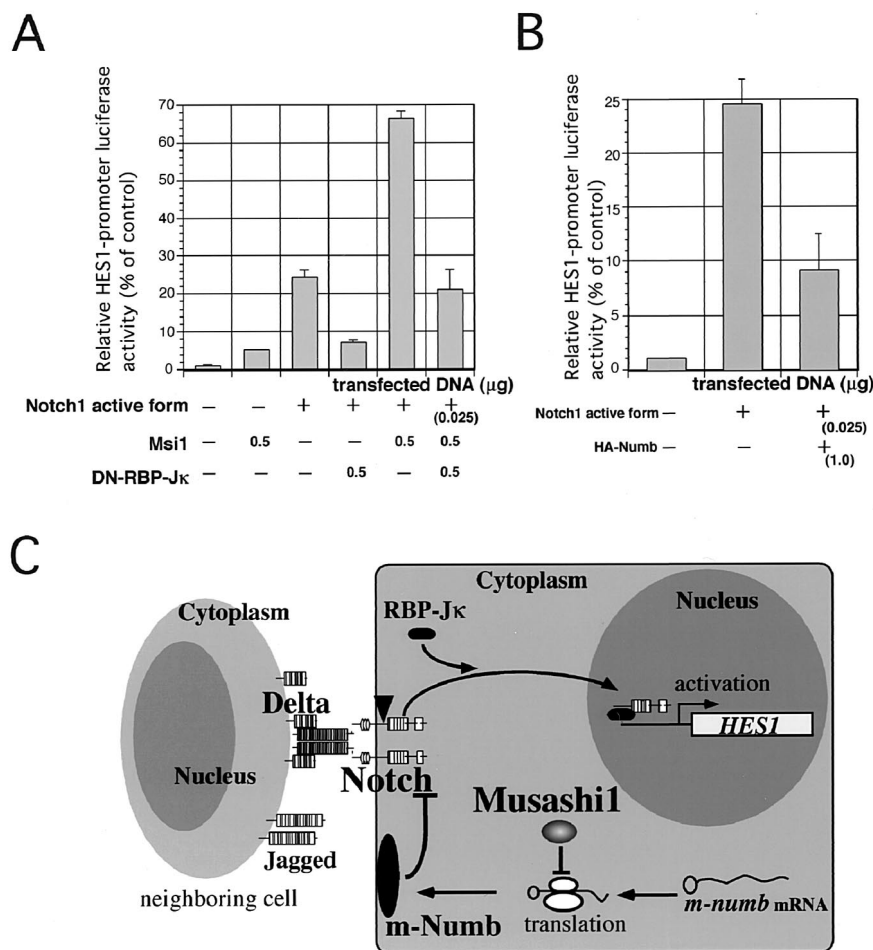 A
Relative HES1-promoter luciferase
activity (% of control)
70
60
50
40
30
20
10
0
transfected DNA (μg)
Notch1 active form — — + + + +
(0.025)
Msi1 — 0.5 — — 0.5 0.5
DN-RBP-Jκ — — — 0.5 — 0.5
B
Relative HES1-promoter luciferase
activity (% of control)
25
20
15
10
5
0
transfected DNA (μg)
Notch1 active form — + +
(0.025)
HA-Numb — — +
(1.0)
C
Cytoplasm
Nucleus
Delta
Jagged
neighboring cell
Cytoplasm
RBP-Jκ
Nucleus
activation
HES1
Notch
Musashi1
m-Numb
translation
m-numb mRNA